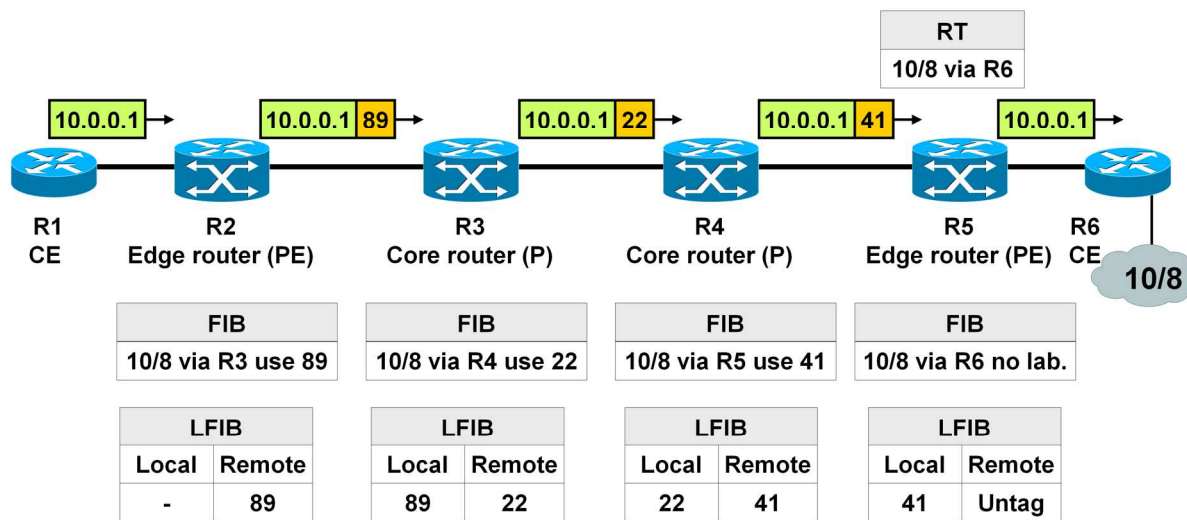 RT
10/8 via R6
10.0.0.1
10.0.0.1 89
10.0.0.1 22
10.0.0.1 41
10.0.0.1
R1
CE
R2
Edge router (PE)
R3
Core router (P)
R4
Core router (P)
R5
Edge router (PE)
R6
CE
10/8
FIB
10/8 via R3 use 89
FIB
10/8 via R4 use 22
FIB
10/8 via R5 use 41
FIB
10/8 via R6 no lab.
LFIB
Local Remote
- 89
LFIB
Local Remote
89 22
LFIB
Local Remote
22 41
LFIB
Local Remote
41 Untag